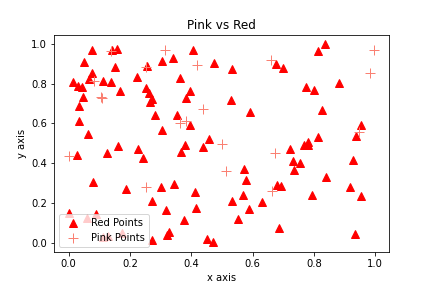 Pink vs Red
1.0
0.8
0.6
0.4
0.2
0.0
y axis
Red Points
Pink Points
0.0 0.2 0.4 0.6 0.8 1.0
x axis